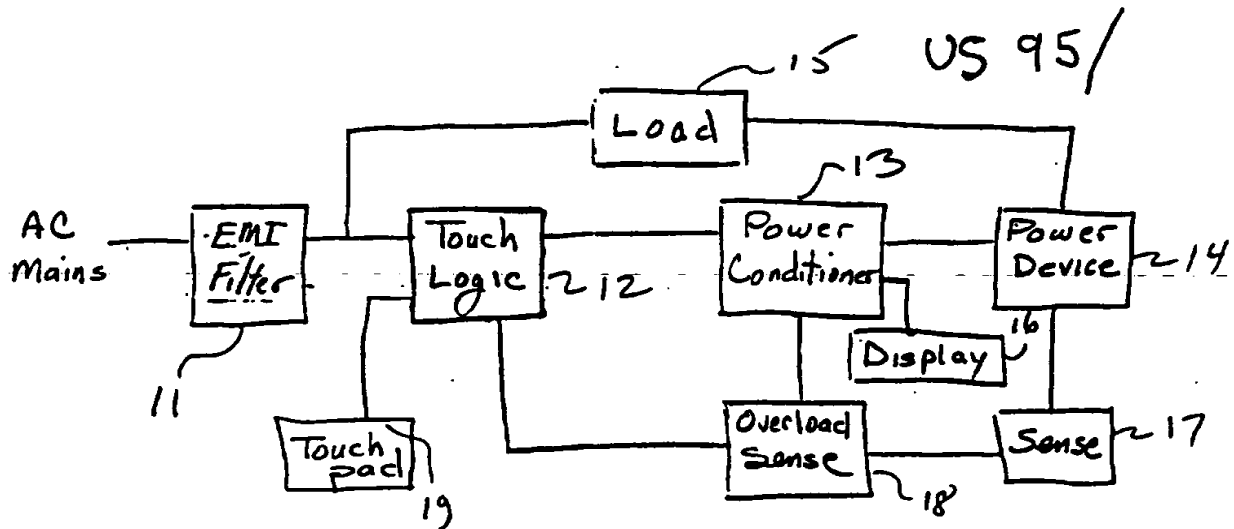 US 95/
15
Load
13
AC
Mains
EMI
Filter
Touch
Logic
12
Power
Conditioner
Power
Device
14
16
Display
11
Touch
pad
19
Overload
Sense
18
Sense
17